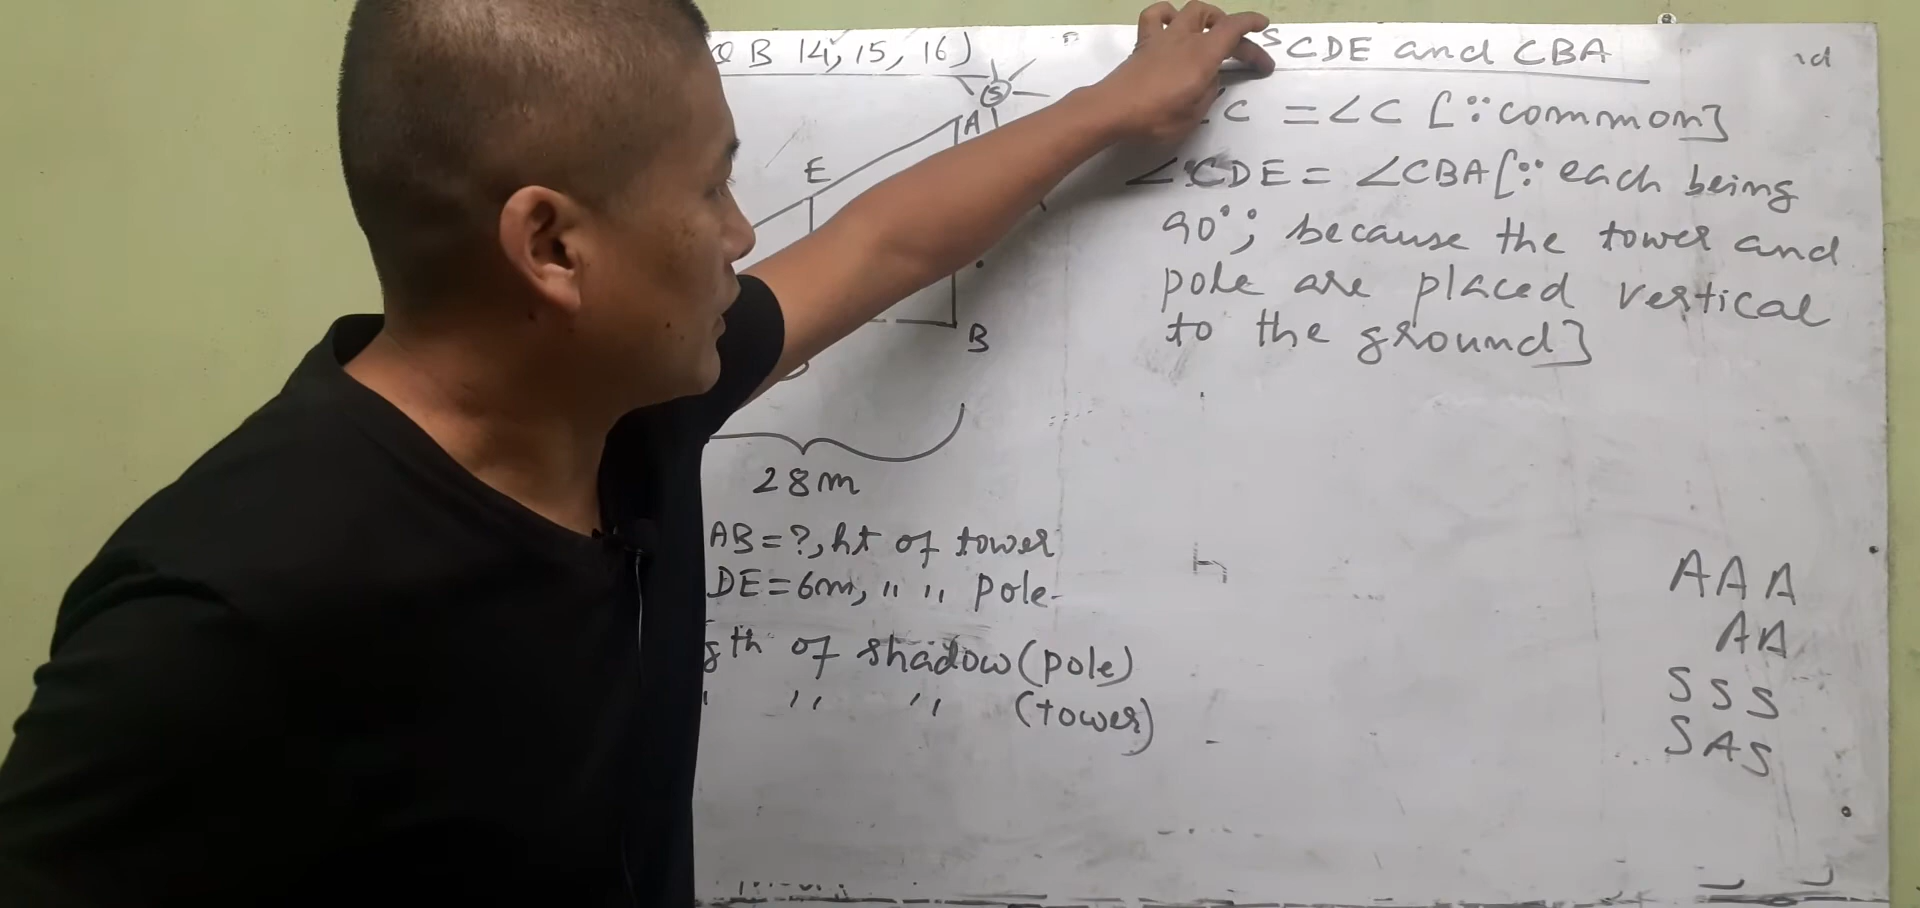 Q B 14, 15, 16)
S
A
E
B
28m
AB = ?, ht of tower
DE = 6m, " " pole
gth of shadow (pole)
" " " (tower)
s CDE and CBA
C = ∠C [∵ common]
∠CDE = ∠CBA [∵ each being
90°; because the tower and
pole are placed vertical
to the ground]
AAA
AA
SSS
SAS